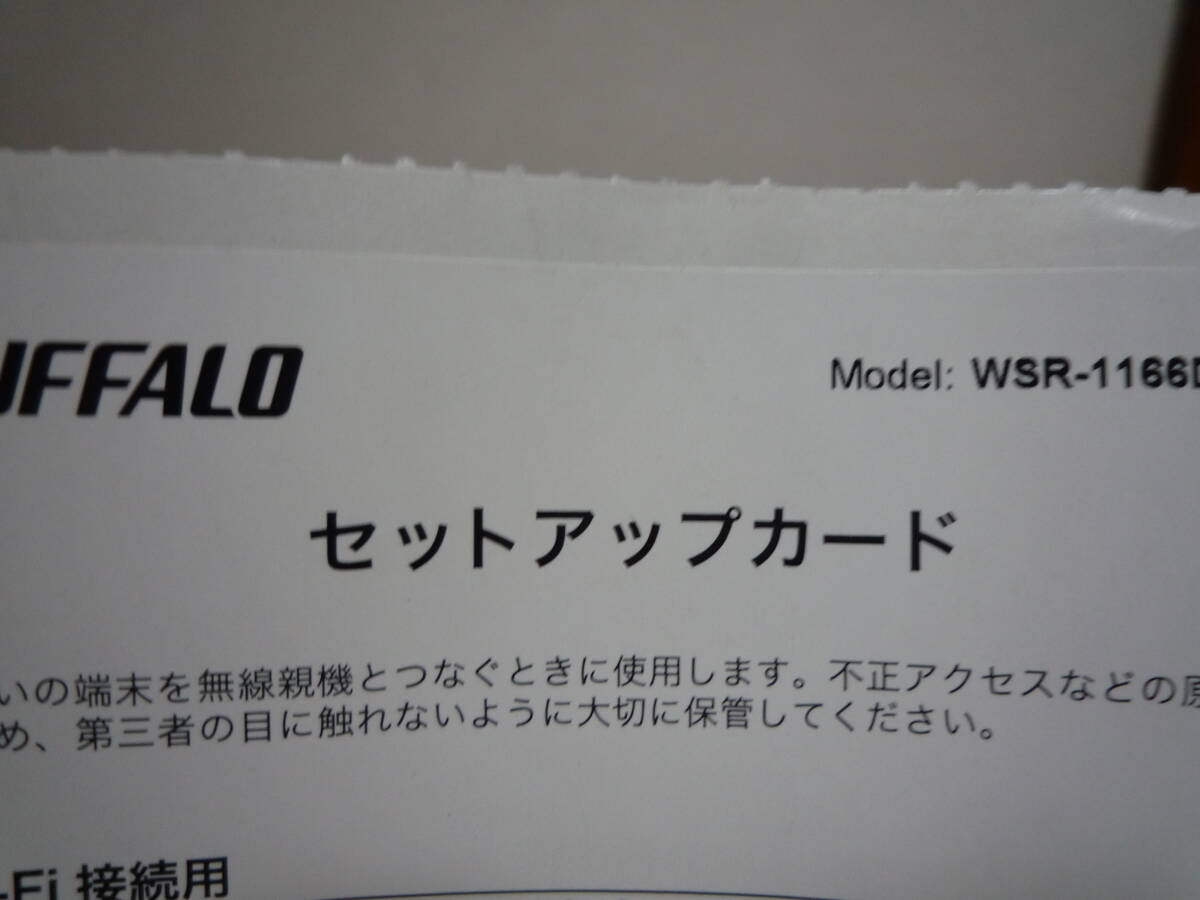 UFFALO
Model: WSR-1166D
セットアップカード
いの端末を無線親機とつなぐときに使用します。不正アクセスなどの原
め、第三者の目に触れないように大切に保管してください。
-Fi 接続用